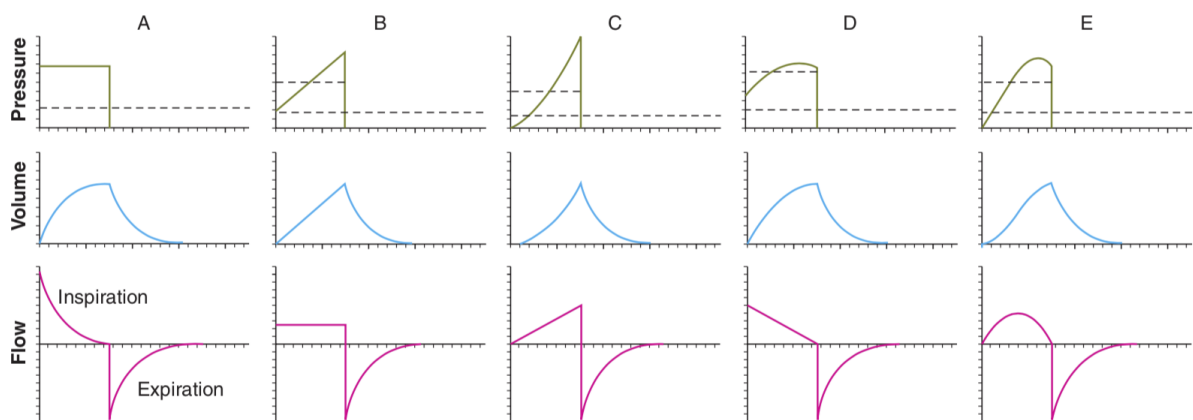 A B C D E
Pressure
Volume
Flow
Inspiration
Expiration